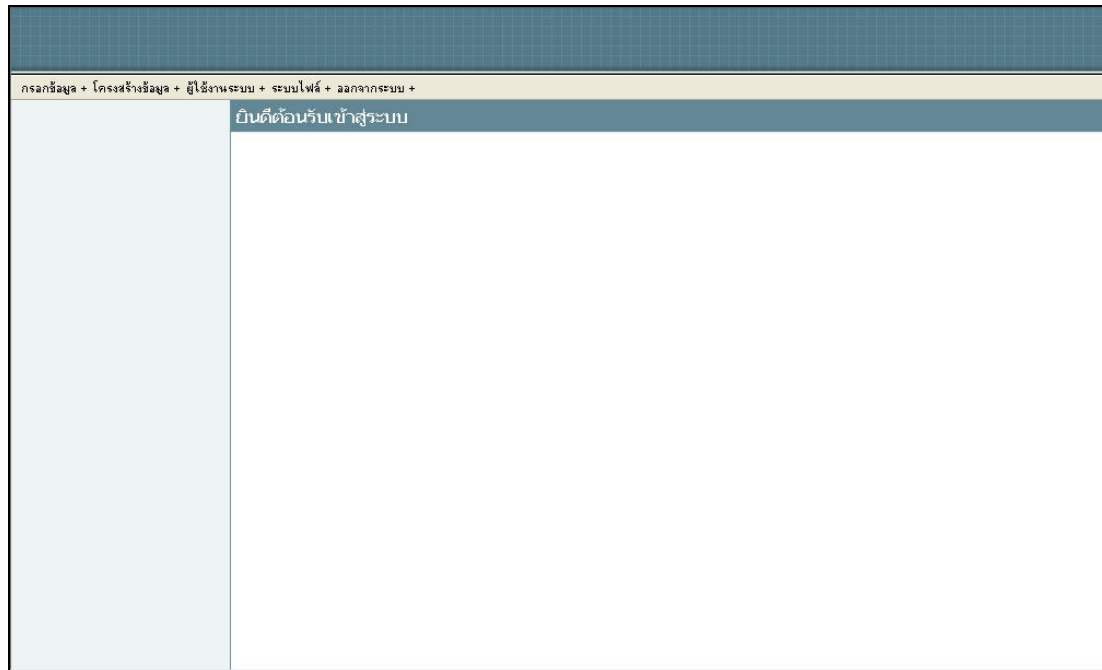 กรอกข้อมูล + โครงสร้างข้อมูล + ผู้ใช้งานระบบ + ระบบไฟล์ + ออกจากระบบ +
ยินดีต้อนรับเข้าสู่ระบบ